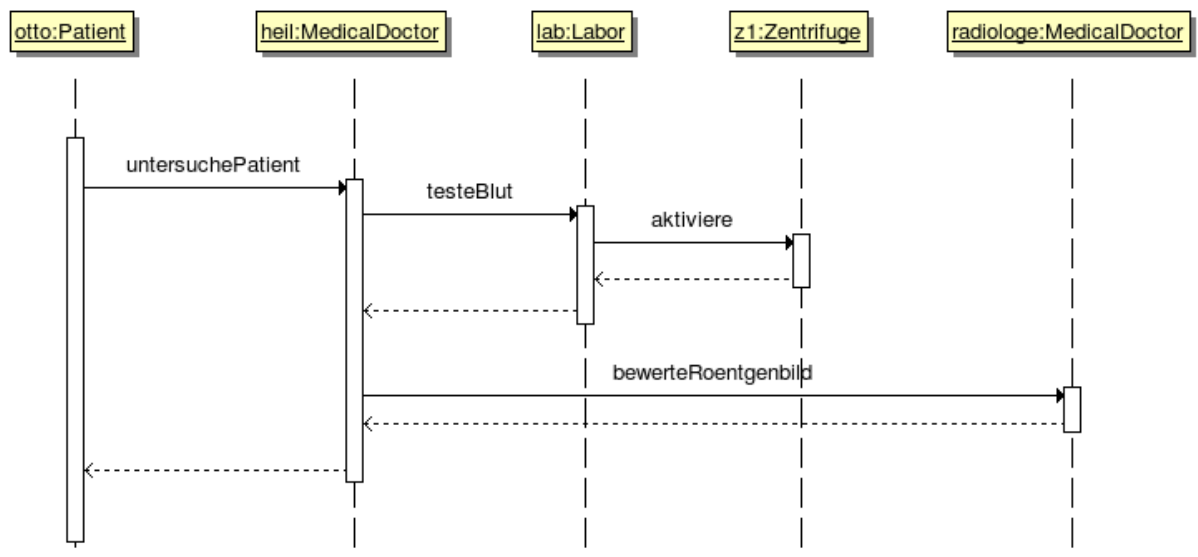 otto:Patient
heil:MedicalDoctor
lab:Labor
z1:Zentrifuge
radiologe:MedicalDoctor
untersuchePatient
testeBlut
aktiviere
bewerteRoentgenbild